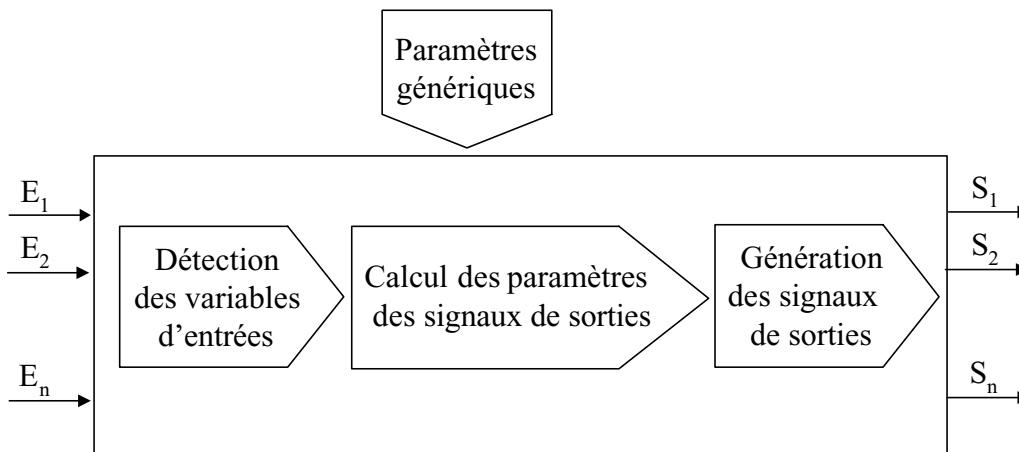 Paramètres
génériques
E1
E2
En
Détection
des variables
d'entrées
Calcul des paramètres
des signaux de sorties
Génération
des signaux
de sorties
S1
S2
Sn